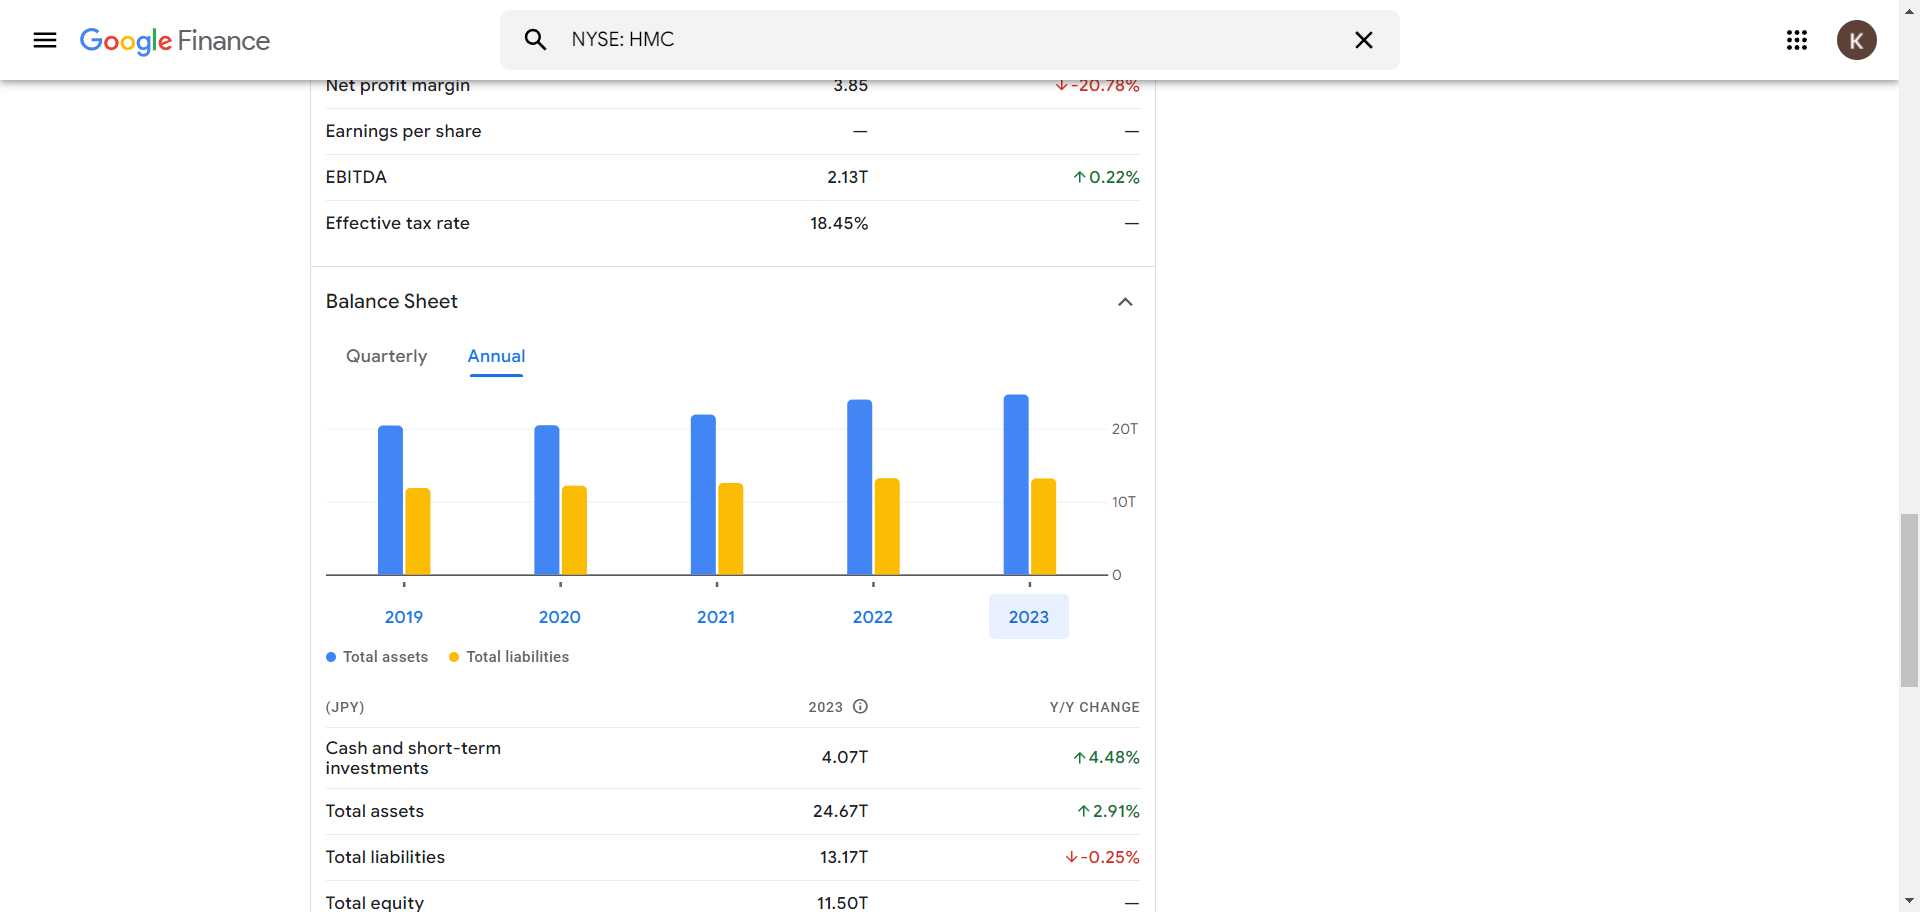 Google Finance
NYSE: HMC
K
Net profit margin 3.85 ↓-20.78%
Earnings per share — —
EBITDA 2.13T ↑0.22%
Effective tax rate 18.45% —
Balance Sheet
Quarterly Annual
20T
10T
0
2019 2020 2021 2022 2023
Total assets Total liabilities
(JPY) 2023 Y/Y CHANGE
Cash and short-term
investments 4.07T ↑4.48%
Total assets 24.67T ↑2.91%
Total liabilities 13.17T ↓-0.25%
Total equity 11.50T —